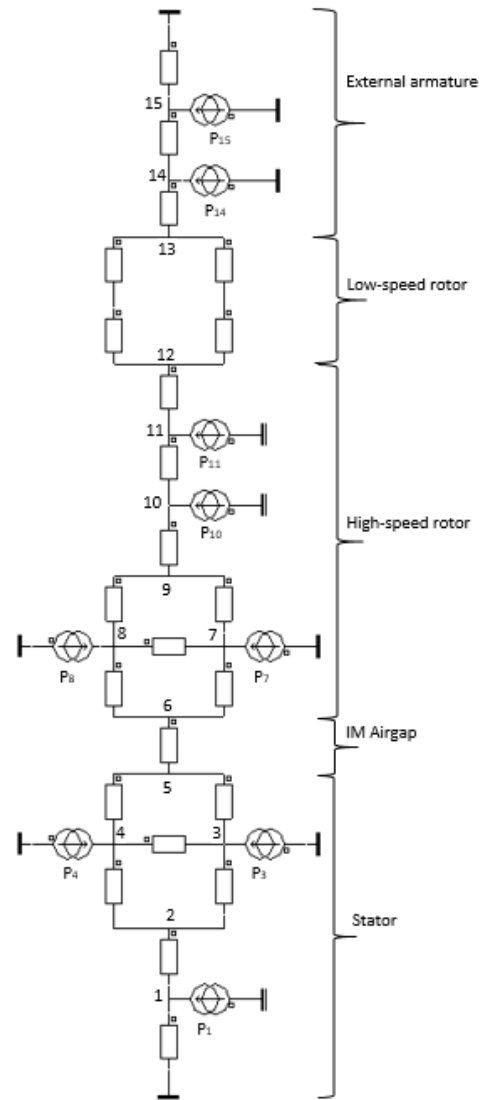 External armature
15
P15
14
P14
13
Low-speed rotor
12
11
P11
10
P10
High-speed rotor
9
8
7
P8
P7
6
IM Airgap
5
4
3
P4
P3
2
Stator
1
P1